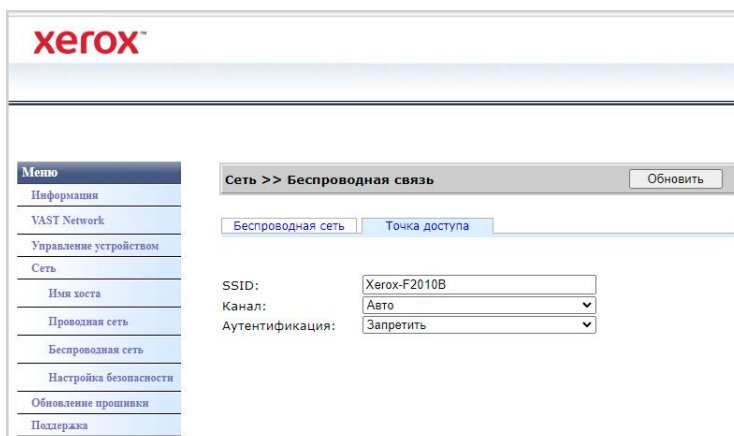 xerox™
Меню
Информация
VAST Network
Управление устройством
Сеть
Имя хоста
Проводная сеть
Беспроводная сеть
Настройка безопасности
Обновление прошивки
Поддержка
Сеть >> Беспроводная связь
Обновить
Беспроводная сеть
Точка доступа
SSID: Xerox-F2010B
Канал: Авто
Аутентификация: Запретить